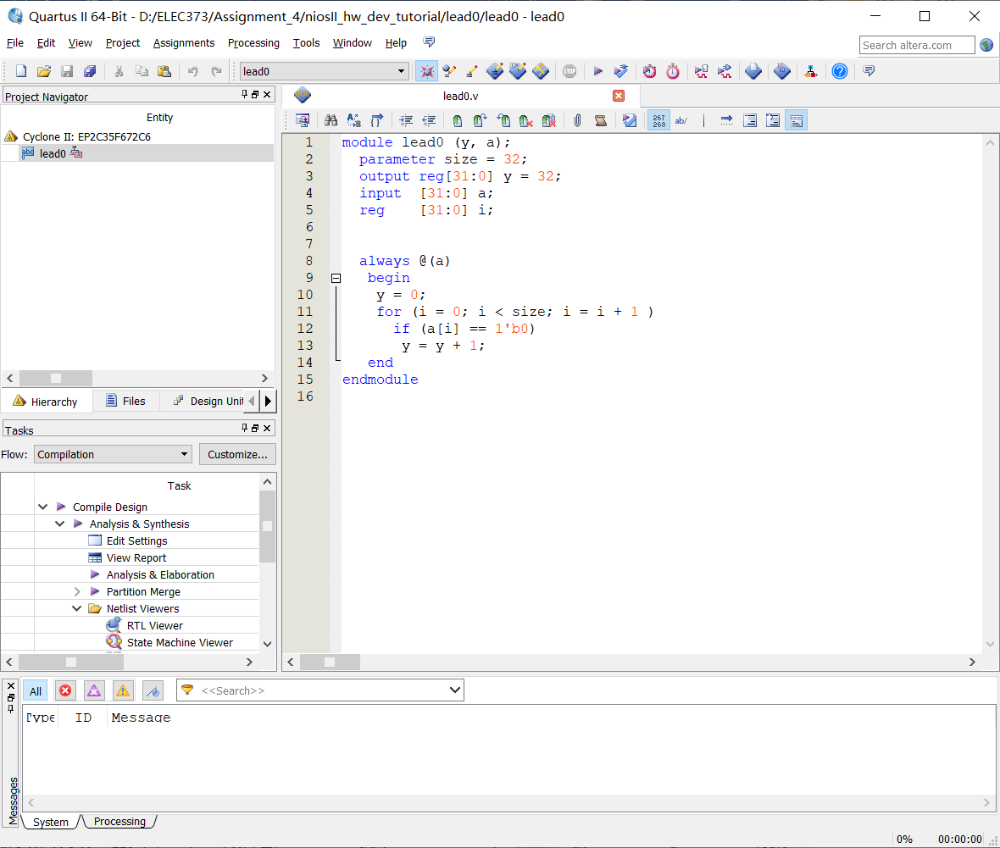 Quartus II 64-Bit - D:/ELEC373/Assignment_4/niosII_hw_dev_tutorial/lead0/lead0 - lead0
File Edit View Project Assignments Processing Tools Window Help
Search altera.com
lead0
STOP
Project Navigator
lead0.v
Entity
267
268
ab/
Cyclone II: EP2C35F672C6
abd lead0
1 module lead0 (y, a);
2 parameter size = 32;
3 output reg[31:0] y = 32;
4 input [31:0] a;
5 reg [31:0] i;
6
7
8 always @(a)
9 begin
10 y = 0;
11 for (i = 0; i < size; i = i + 1 )
12 if (a[i] == 1'b0)
13 y = y + 1;
14 end
15 endmodule
16
Hierarchy Files Design Unit
Tasks
Flow: Compilation Customize...
Task
Compile Design
Analysis & Synthesis
Edit Settings
View Report
Analysis & Elaboration
Partition Merge
Netlist Viewers
RTL Viewer
State Machine Viewer
All <<Search>>
Type ID Message
Messages
System Processing
0% 00:00:00